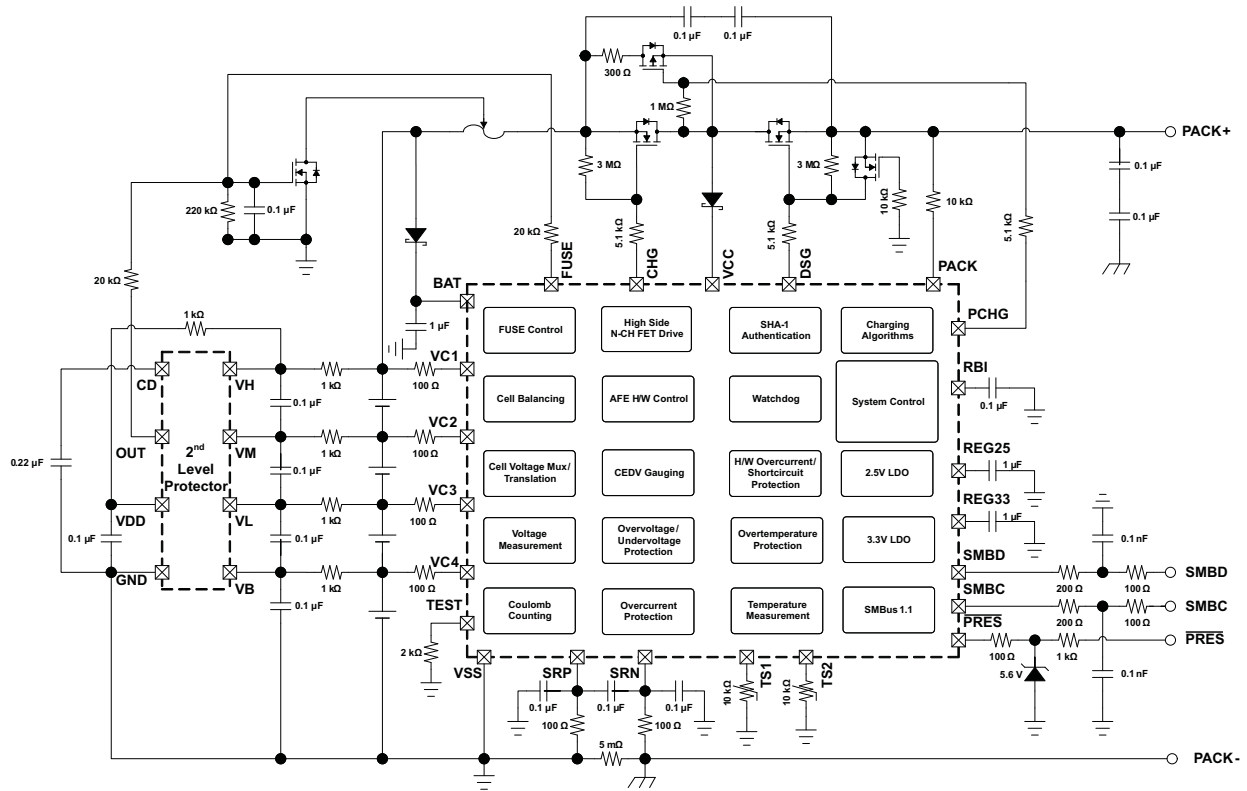 0.1 µF
0.1 µF
300 Ω
1 MΩ
PACK+
3 MΩ
3 MΩ
0.1 µF
0.1 µF
220 kΩ
0.1 µF
20 kΩ
5.1 kΩ
5.1 kΩ
10 kΩ
10 kΩ
5.1 kΩ
20 kΩ
FUSE
CHG
VCC
DSG
PACK
BAT
PCHG
1 µF
1 kΩ
FUSE Control
High Side
N-CH FET Drive
SHA-1
Authentication
Charging
Algorithms
CD
VH
1 kΩ
VC1
100 Ω
RBI
0.1 µF
0.1 µF
Cell Balancing
AFE H/W Control
Watchdog
System Control
OUT
VM
1 kΩ
VC2
100 Ω
0.22 µF
2nd
Level
Protector
0.1 µF
Cell Voltage Mux/
Translation
CEDV Gauging
H/W Overcurrent/
Shortcircuit
Protection
2.5V LDO
REG25
1 µF
VDD
VL
1 kΩ
VC3
100 Ω
REG33
1 µF
0.1 µF
0.1 µF
Voltage
Measurement
Overvoltage/
Undervoltage
Protection
Overtemperature
Protection
3.3V LDO
0.1 nF
GND
VB
1 kΩ
VC4
100 Ω
SMBD
200 Ω
100 Ω
SMBD
0.1 µF
TEST
Coulomb
Counting
Overcurrent
Protection
Temperature
Measurement
SMBus 1.1
SMBC
200 Ω
100 Ω
SMBC
PRES
100 Ω
1 kΩ
PRES
2 kΩ
VSS
SRP
SRN
TS1
TS2
5.6 V
0.1 nF
0.1 µF
0.1 µF
0.1 µF
10 kΩ
10 kΩ
100 Ω
100 Ω
5 mΩ
PACK-